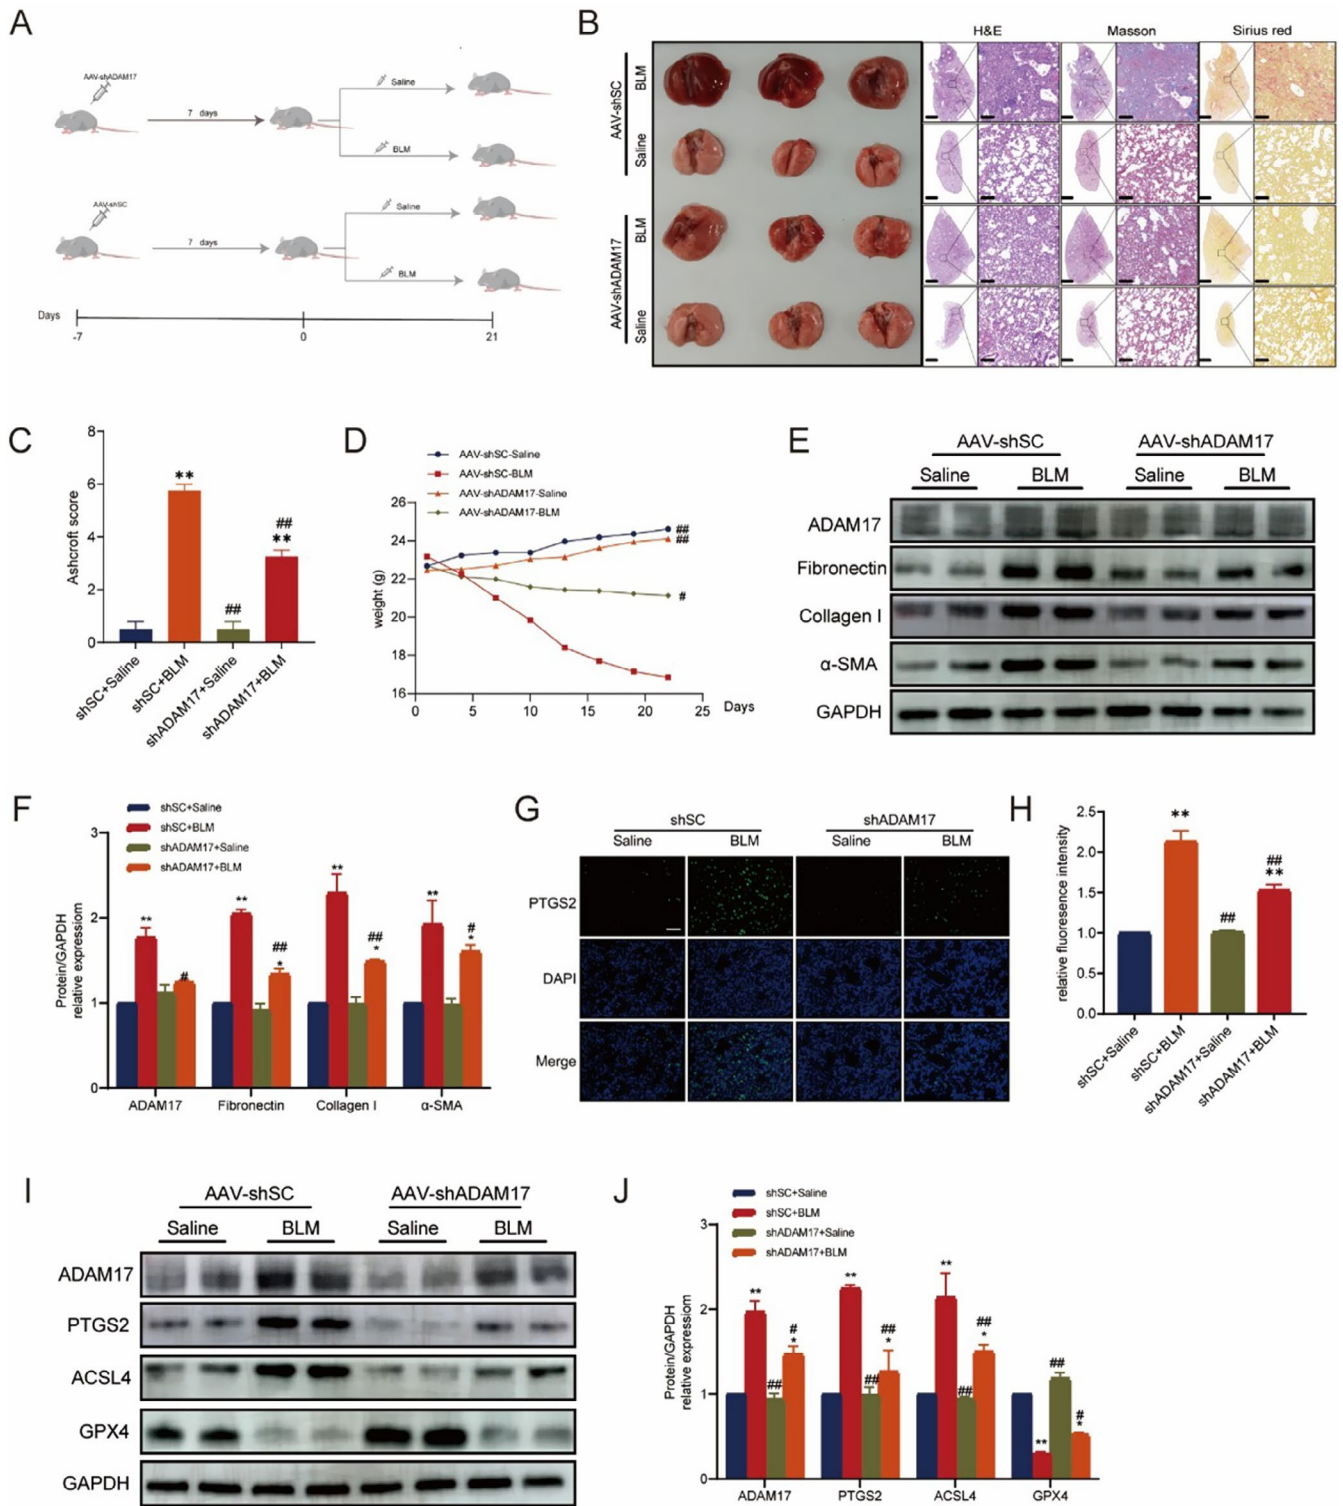 A
AAV-shADAM17
7 days
Saline
BLM
AAV-shSC
7 days
Saline
BLM
Days
-7
0
21
B
H&E
Masson
Sirius red
AAV-shSC
BLM
Saline
AAV-shADAM17
BLM
Saline
C
Ashcroft score
8
6
4
2
0
**
##
##
**
shSC+Saline
shSC+BLM
shADAM17+Saline
shADAM17+BLM
D
AAV-shSC-Saline
AAV-shSC-BLM
AAV-shADAM17-Saline
AAV-shADAM17-BLM
weight (g)
26
24
22
20
18
16
##
##
#
0 5 10 15 20 25 Days
E
AAV-shSC AAV-shADAM17
Saline BLM Saline BLM
ADAM17
Fibronectin
Collagen I
α-SMA
GAPDH
F
shSC+Saline
shSC+BLM
shADAM17+Saline
shADAM17+BLM
Protein/GAPDH
relative expressiom
3
2
1
0
**
#
**
##
*
**
##
*
**
#
*
ADAM17 Fibronectin Collagen I α-SMA
G
shSC shADAM17
Saline BLM Saline BLM
PTGS2
DAPI
Merge
H
relative fluoresence intensity
2.5
2.0
1.5
1.0
0.5
0.0
**
##
##
**
shSC+Saline
shSC+BLM
shADAM17+Saline
shADAM17+BLM
I
AAV-shSC AAV-shADAM17
Saline BLM Saline BLM
ADAM17
PTGS2
ACSL4
GPX4
GAPDH
J
shSC+Saline
shSC+BLM
shADAM17+Saline
shADAM17+BLM
Protein/GAPDH
relative expressiom
3
2
1
0
**
##
#
*
**
##
##
*
**
##
##
*
**
##
#
*
ADAM17 PTGS2 ACSL4 GPX4